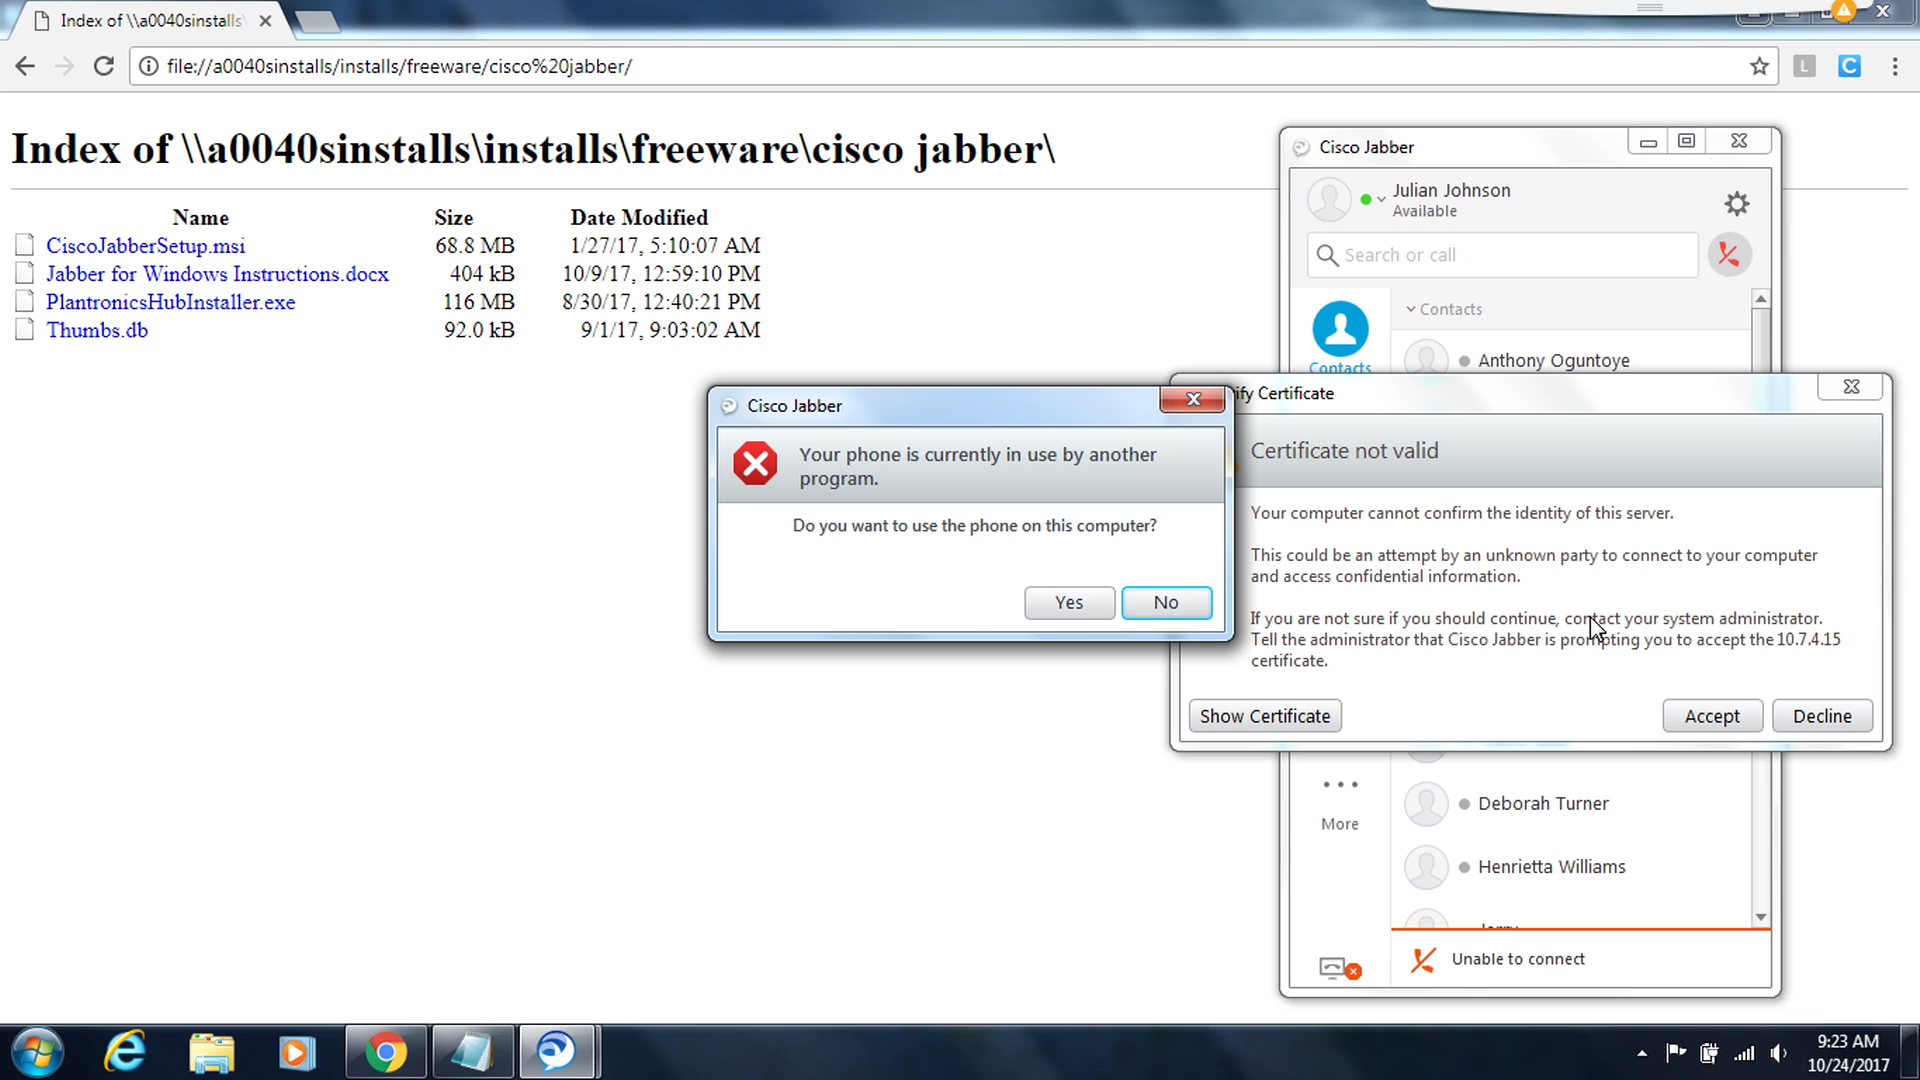 Index of \\a0040sinstalls
file://a0040sinstalls/installs/freeware/cisco%20jabber/
L
C
Index of \\a0040sinstalls\installs\freeware\cisco jabber\
Name Size Date Modified
CiscoJabberSetup.msi 68.8 MB 1/27/17, 5:10:07 AM
Jabber for Windows Instructions.docx 404 kB 10/9/17, 12:59:10 PM
PlantronicsHubInstaller.exe 116 MB 8/30/17, 12:40:21 PM
Thumbs.db 92.0 kB 9/1/17, 9:03:02 AM
Cisco Jabber
Julian Johnson
Available
Search or call
Contacts
Contacts
Anthony Oguntoye
Cisco Jabber
Your phone is currently in use by another
program.
Do you want to use the phone on this computer?
Yes No
ify Certificate
Certificate not valid
Your computer cannot confirm the identity of this server.
This could be an attempt by an unknown party to connect to your computer
and access confidential information.
If you are not sure if you should continue, contact your system administrator.
Tell the administrator that Cisco Jabber is prompting you to accept the 10.7.4.15
certificate.
Show Certificate Accept Decline
More
Deborah Turner
Henrietta Williams
Unable to connect
9:23 AM
10/24/2017